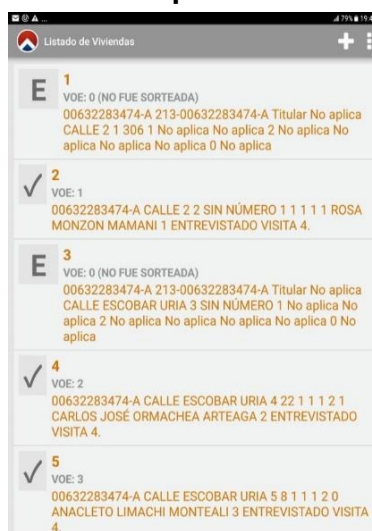 79% 19:4
Listado de Viviendas
E
1
VOE: 0 (NO FUE SORTEADA)
00632283474-A 213-00632283474-A Titular No aplica
CALLE 2 1 306 1 No aplica No aplica 2 No aplica No
aplica No aplica No aplica 0 No aplica
2
VOE: 1
00632283474-A CALLE 2 2 SIN NÚMERO 1 1 1 1 1 ROSA
MONZON MAMANI 1 ENTREVISTADO VISITA 4.
E
3
VOE: 0 (NO FUE SORTEADA)
00632283474-A 213-00632283474-A Titular No aplica
CALLE ESCOBAR URIA 3 SIN NÚMERO 1 No aplica No
aplica 2 No aplica No aplica No aplica No aplica 0 No
aplica
4
VOE: 2
00632283474-A CALLE ESCOBAR URIA 4 22 1 1 1 2 1
CARLOS JOSÉ ORMACHEA ARTEAGA 2 ENTREVISTADO
VISITA 4.
5
VOE: 3
00632283474-A CALLE ESCOBAR URIA 5 8 1 1 1 2 0
ANACLETO LIMACHI MONTEALI 3 ENTREVISTADO VISITA
4.